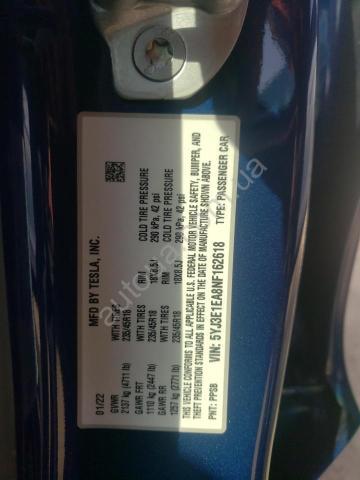 MFD BY TESLA, INC.
01/22
GVWR
2137 kg (4711 lb)
GAWR FRT WITH TIRES RIM COLD TIRE PRESSURE
1110 kg (2447 lb) 235/45R18 18X8.5J 290 kPa, 42 psi
GAWR RR WITH TIRES RIM COLD TIRE PRESSURE
1257 kg (2771 lb) 235/45R18 18X8.5J 290 kPa, 42 psi
THIS VEHICLE CONFORMS TO ALL APPLICABLE U.S. FEDERAL MOTOR VEHICLE SAFETY, BUMPER, AND
THEFT PREVENTION STANDARDS IN EFFECT ON THE DATE OF MANUFACTURE SHOWN ABOVE.
VIN: 5YJ3E1EA8NF162618 TYPE: PASSENGER CAR
PNT: PPSB